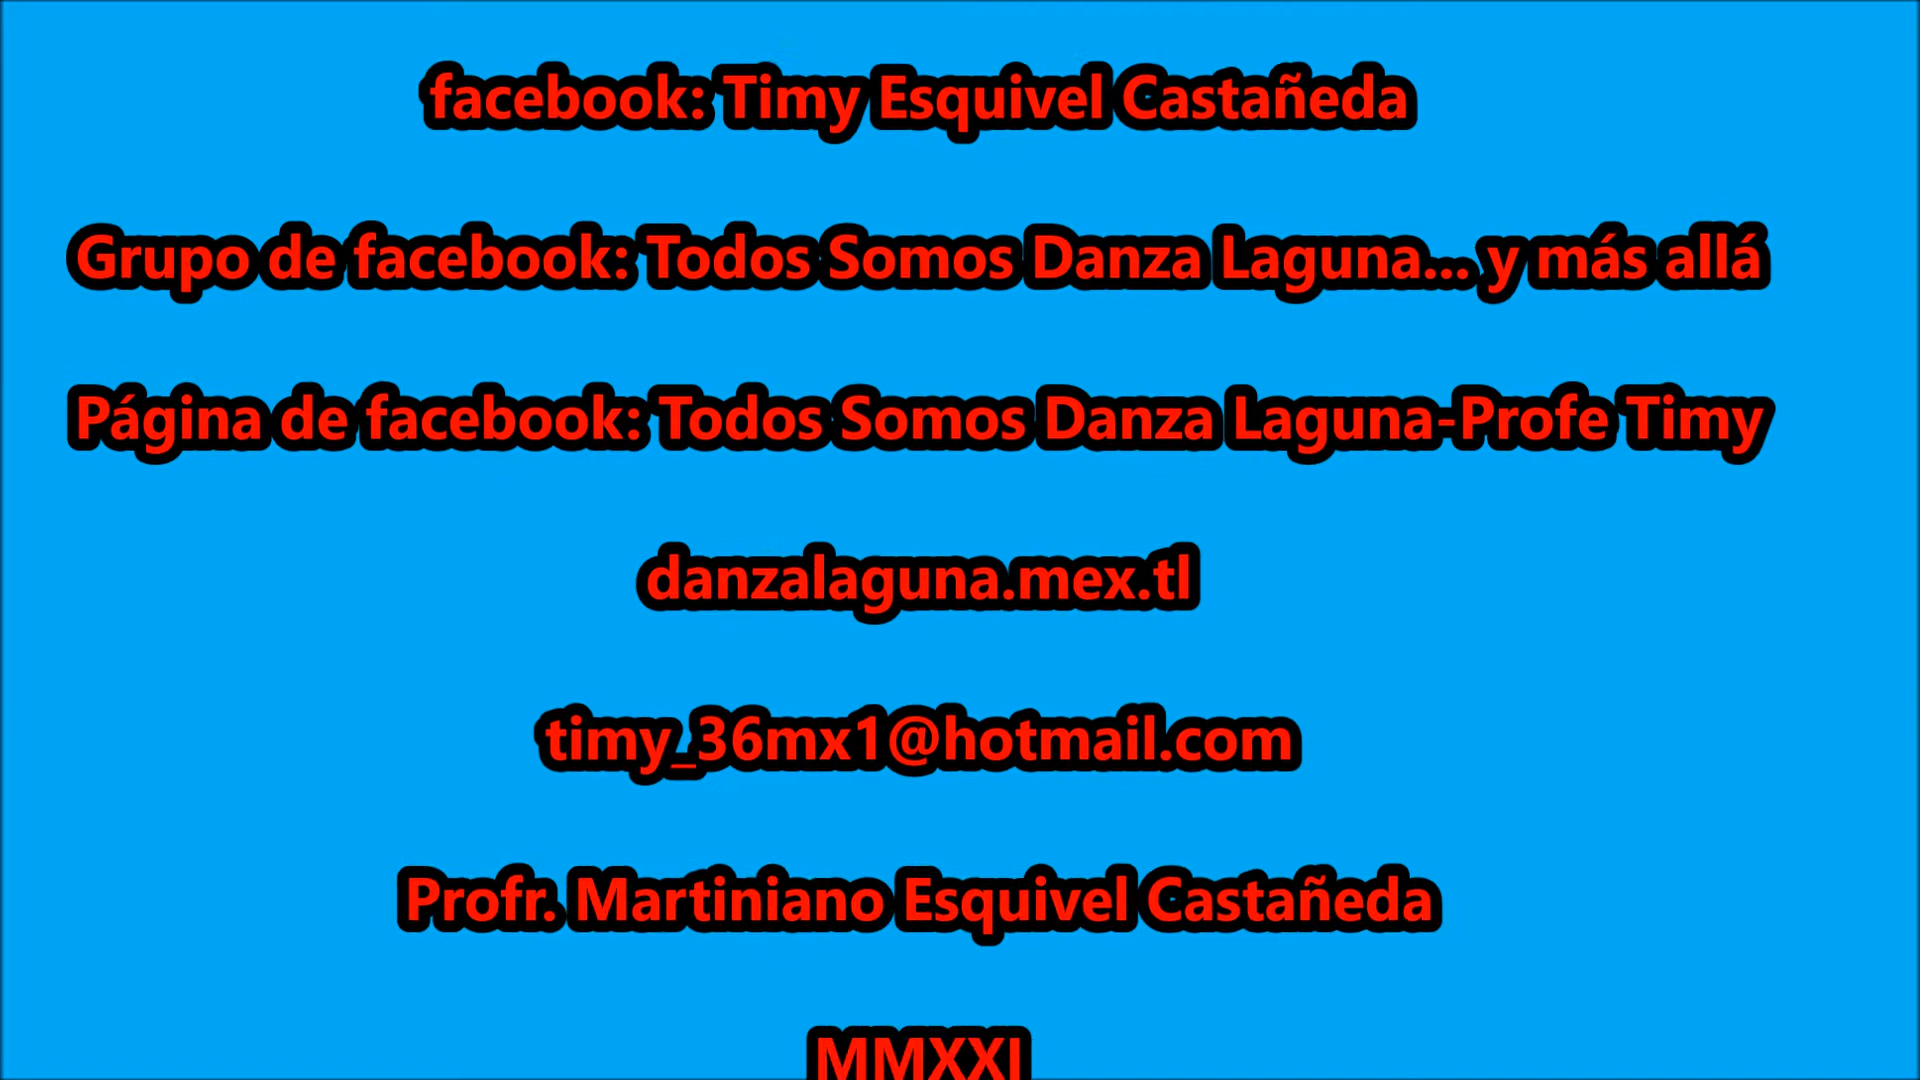 facebook: Timy Esquivel Castañeda
Grupo de facebook: Todos Somos Danza Laguna... y más allá
Página de facebook: Todos Somos Danza Laguna-Profe Timy
danzalaguna.mex.tl
timy_36mx1@hotmail.com
Profr. Martiniano Esquivel Castañeda
MMXXI